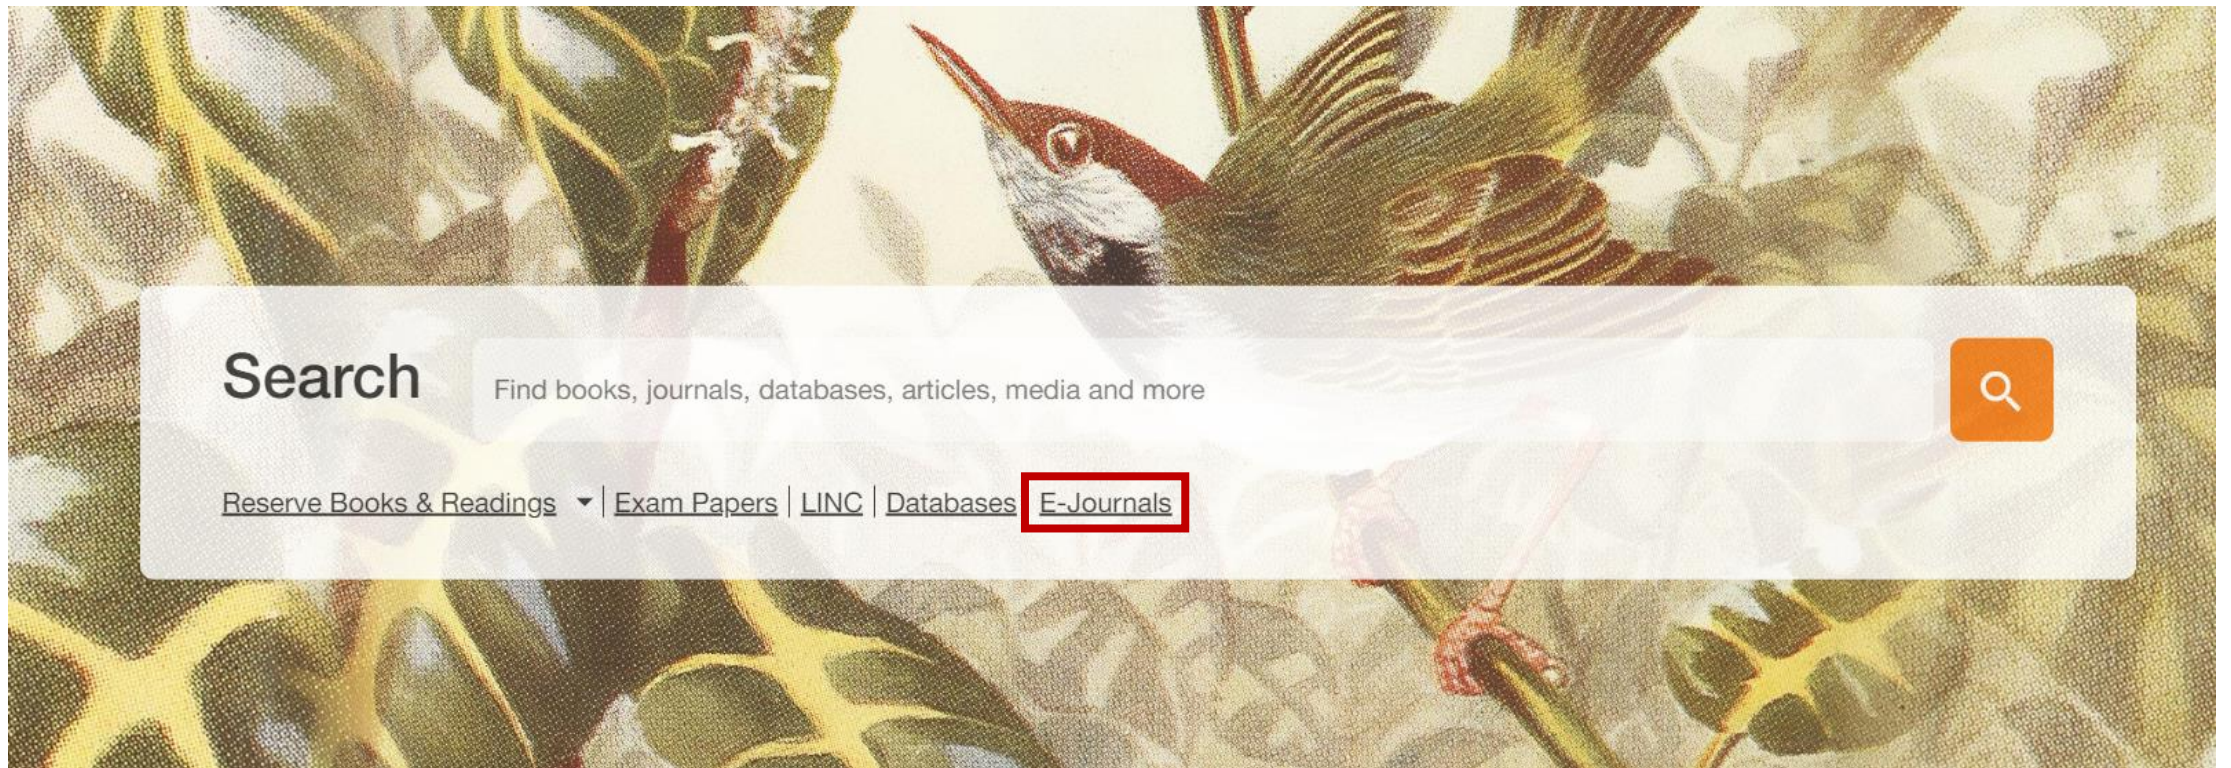 Search
Find books, journals, databases, articles, media and more
Reserve Books & Readings | Exam Papers | LINC | Databases E-Journals